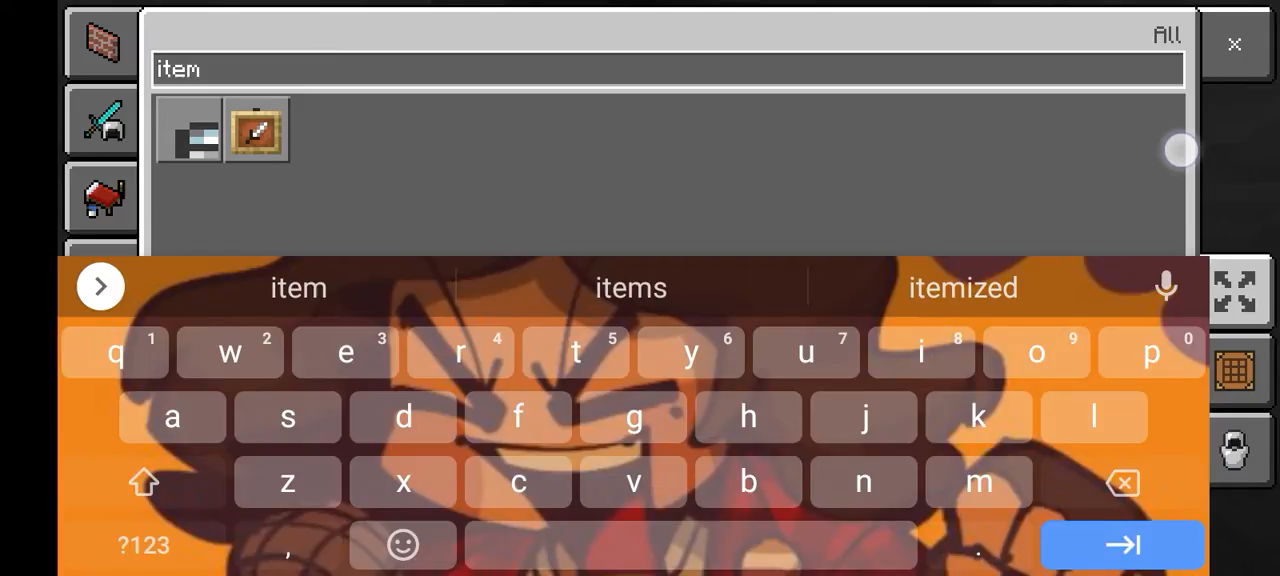 All
item
item items itemized
q 1 w 2 e 3 r 4 t 5 y 6 u 7 i 8 o 9 p 0
a s d f g h j k l
z x c v b n m
?123 , .